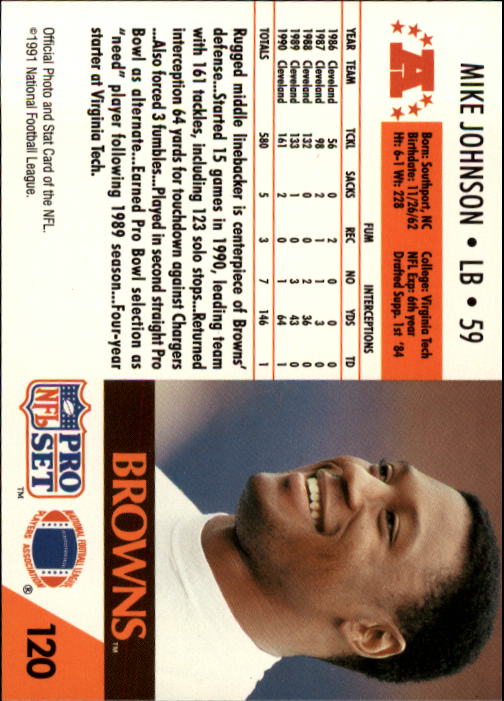 MIKE JOHNSON • LB • 59
A
Born: Southport, NC
Birthdate: 11/26/62
Ht: 6-1 Wt: 228
College: Virginia Tech
NFL Exp: 6th year
Drafted Supp. 1st '84
FUM INTERCEPTIONS
YEAR TEAM TCKL SACKS REC NO YDS TD
1986 Cleveland 56 0 2 0 0 0
1987 Cleveland 98 2 1 1 3 0
1988 Cleveland 132 0 0 2 36 0
1989 Cleveland 133 1 0 3 43 0
1990 Cleveland 161 2 0 1 64 1
TOTALS 580 5 3 7 146 1
Rugged middle linebacker is centerpiece of Browns'
defense...Started 15 games in 1990, leading team
with 161 tackles, including 123 solo stops...Returned
interception 64 yards for touchdown against Chargers
...Also forced 3 fumbles...Played in second straight Pro
Bowl as alternate...Earned Pro Bowl selection as
"need" player following 1989 season...Four-year
starter at Virginia Tech.
Official Photo and Stat Card of the NFL.
©1991 National Football League.
BROWNS™
NFL PRO SET™
NATIONAL FOOTBALL LEAGUE PLAYERS ASSOCIATION ®
120